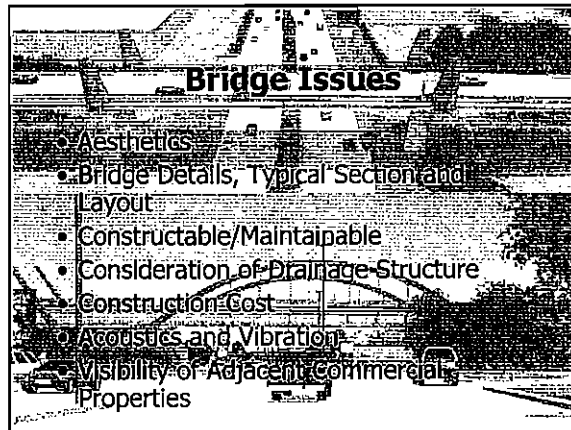 Bridge Issues
• Aesthetics
• Bridge Details, Typical Section and
Layout
• Constructable/Maintainable
• Consideration of Drainage Structure
• Construction Cost
• Acoustics and Vibration
• Visibility of Adjacent Commercial
Properties